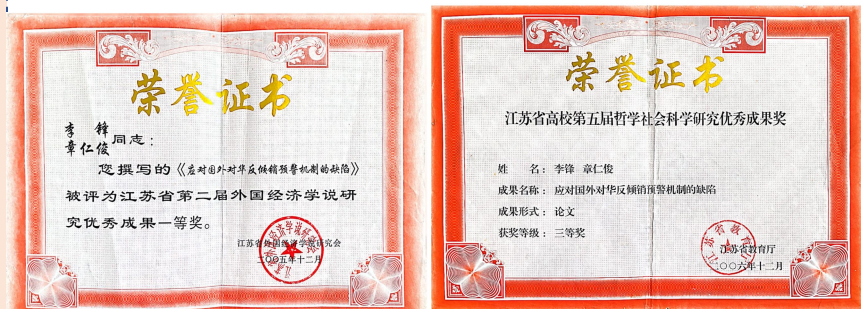 荣誉证书
李锋
章仁俊
同志：
您撰写的《应对国外对华反倾销预警机制的缺陷》
被评为江苏省第二届外国经济学说研
究优秀成果一等奖。
江苏省外国经济学说研究会
二〇〇五年十二月
荣誉证书
江苏省高校第五届哲学社会科学研究优秀成果奖
姓 名：李锋 章仁俊
成果名称：应对国外对华反倾销预警机制的缺陷
成果形式：论文
获奖等级：三等奖
江苏省教育厅
二〇〇六年十二月